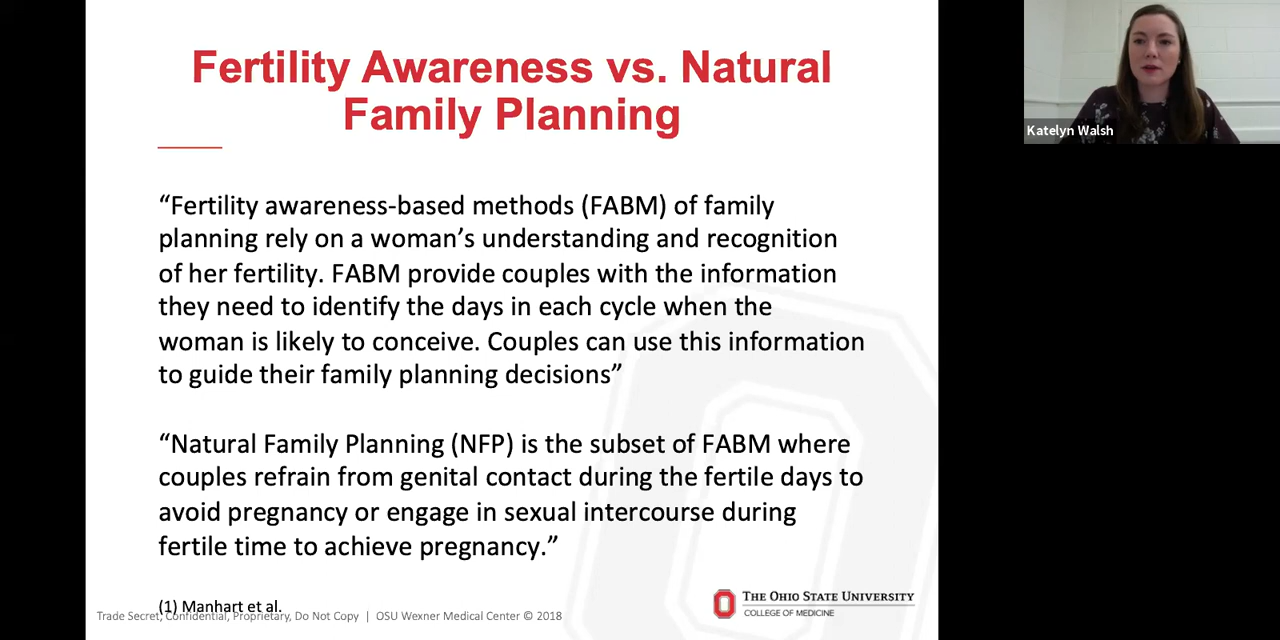 Fertility Awareness vs. Natural
Family Planning
“Fertility awareness-based methods (FABM) of family
planning rely on a woman’s understanding and recognition
of her fertility. FABM provide couples with the information
they need to identify the days in each cycle when the
woman is likely to conceive. Couples can use this information
to guide their family planning decisions”
“Natural Family Planning (NFP) is the subset of FABM where
couples refrain from genital contact during the fertile days to
avoid pregnancy or engage in sexual intercourse during
fertile time to achieve pregnancy.”
(1) Manhart et al.
Trade Secret, Confidential, Proprietary, Do Not Copy | OSU Wexner Medical Center © 2018
THE OHIO STATE UNIVERSITY
COLLEGE OF MEDICINE
Katelyn Walsh